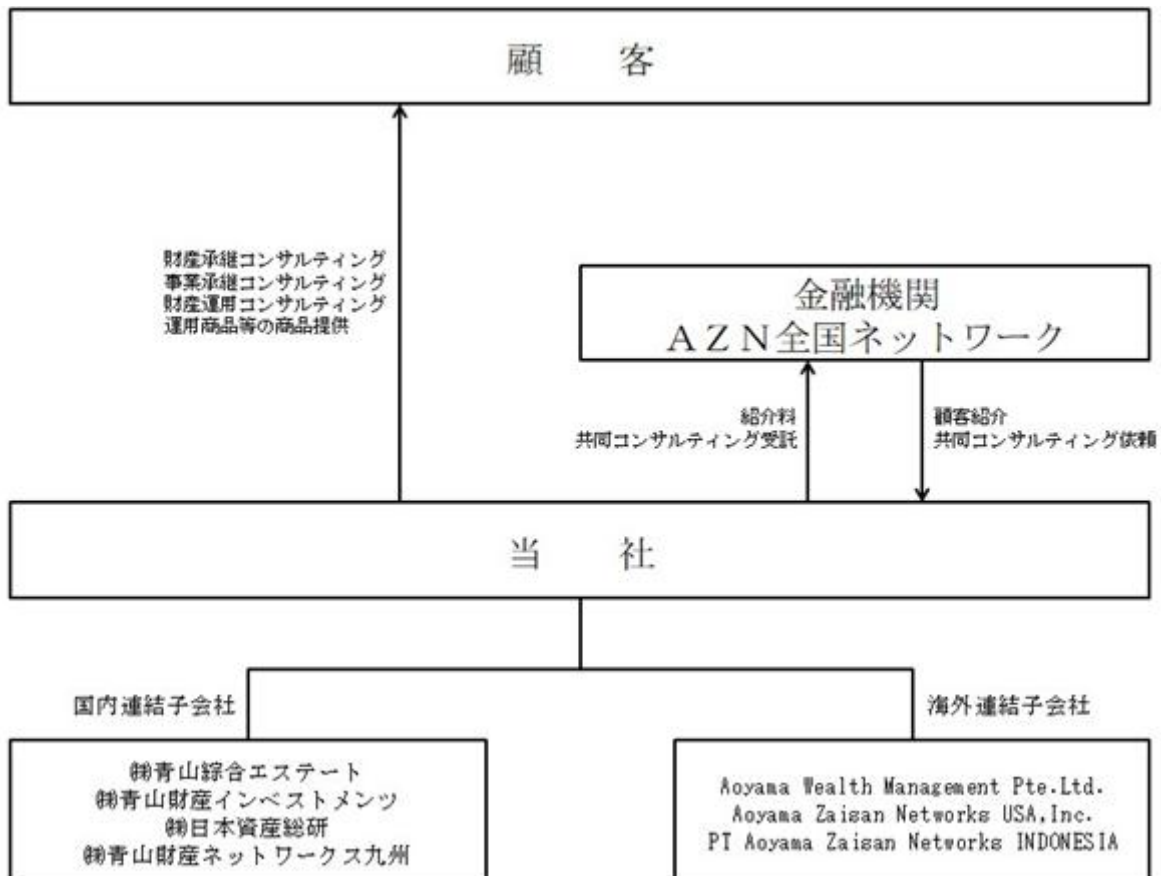 顧 客
財産承継コンサルティング
事業承継コンサルティング
財産運用コンサルティング
運用商品等の商品提供
金融機関
AZN全国ネットワーク
紹介料
共同コンサルティング受託
顧客紹介
共同コンサルティング依頼
当 社
国内連結子会社
海外連結子会社
㈱青山綜合エステート
㈱青山財産インベストメンツ
㈱日本資産総研
㈱青山財産ネットワークス九州
Aoyama Wealth Management Pte.Ltd.
Aoyama Zaisan Networks USA,Inc.
PT Aoyama Zaisan Networks INDONESIA